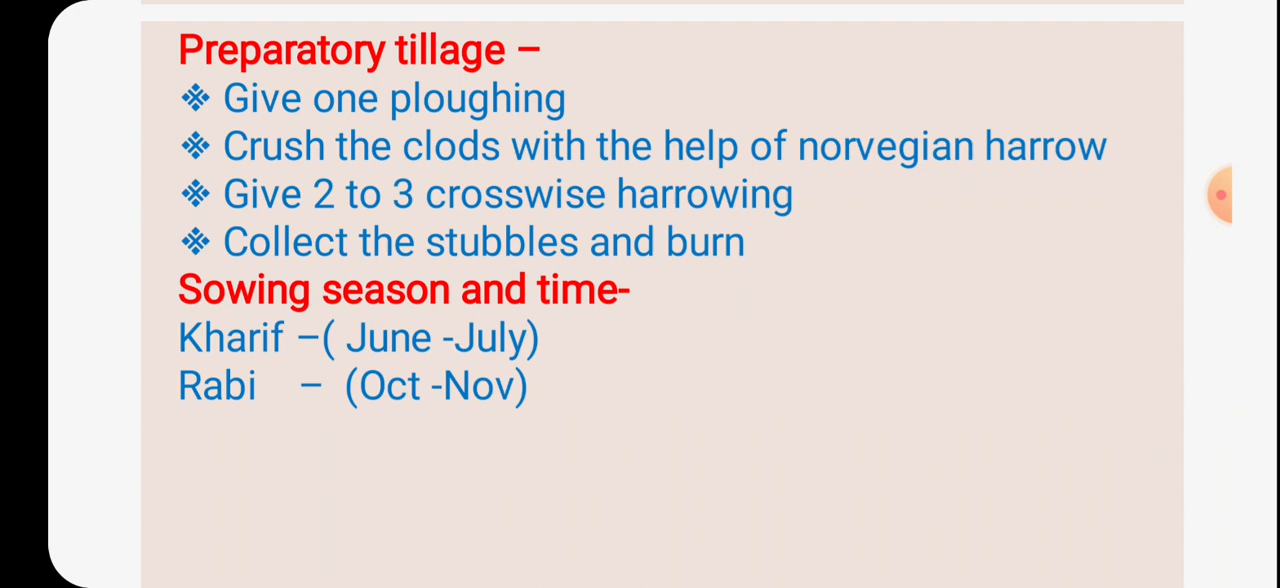 Preparatory tillage –
❖ Give one ploughing
❖ Crush the clods with the help of norvegian harrow
❖ Give 2 to 3 crosswise harrowing
❖ Collect the stubbles and burn
Sowing season and time-
Kharif –( June -July)
Rabi – (Oct -Nov)